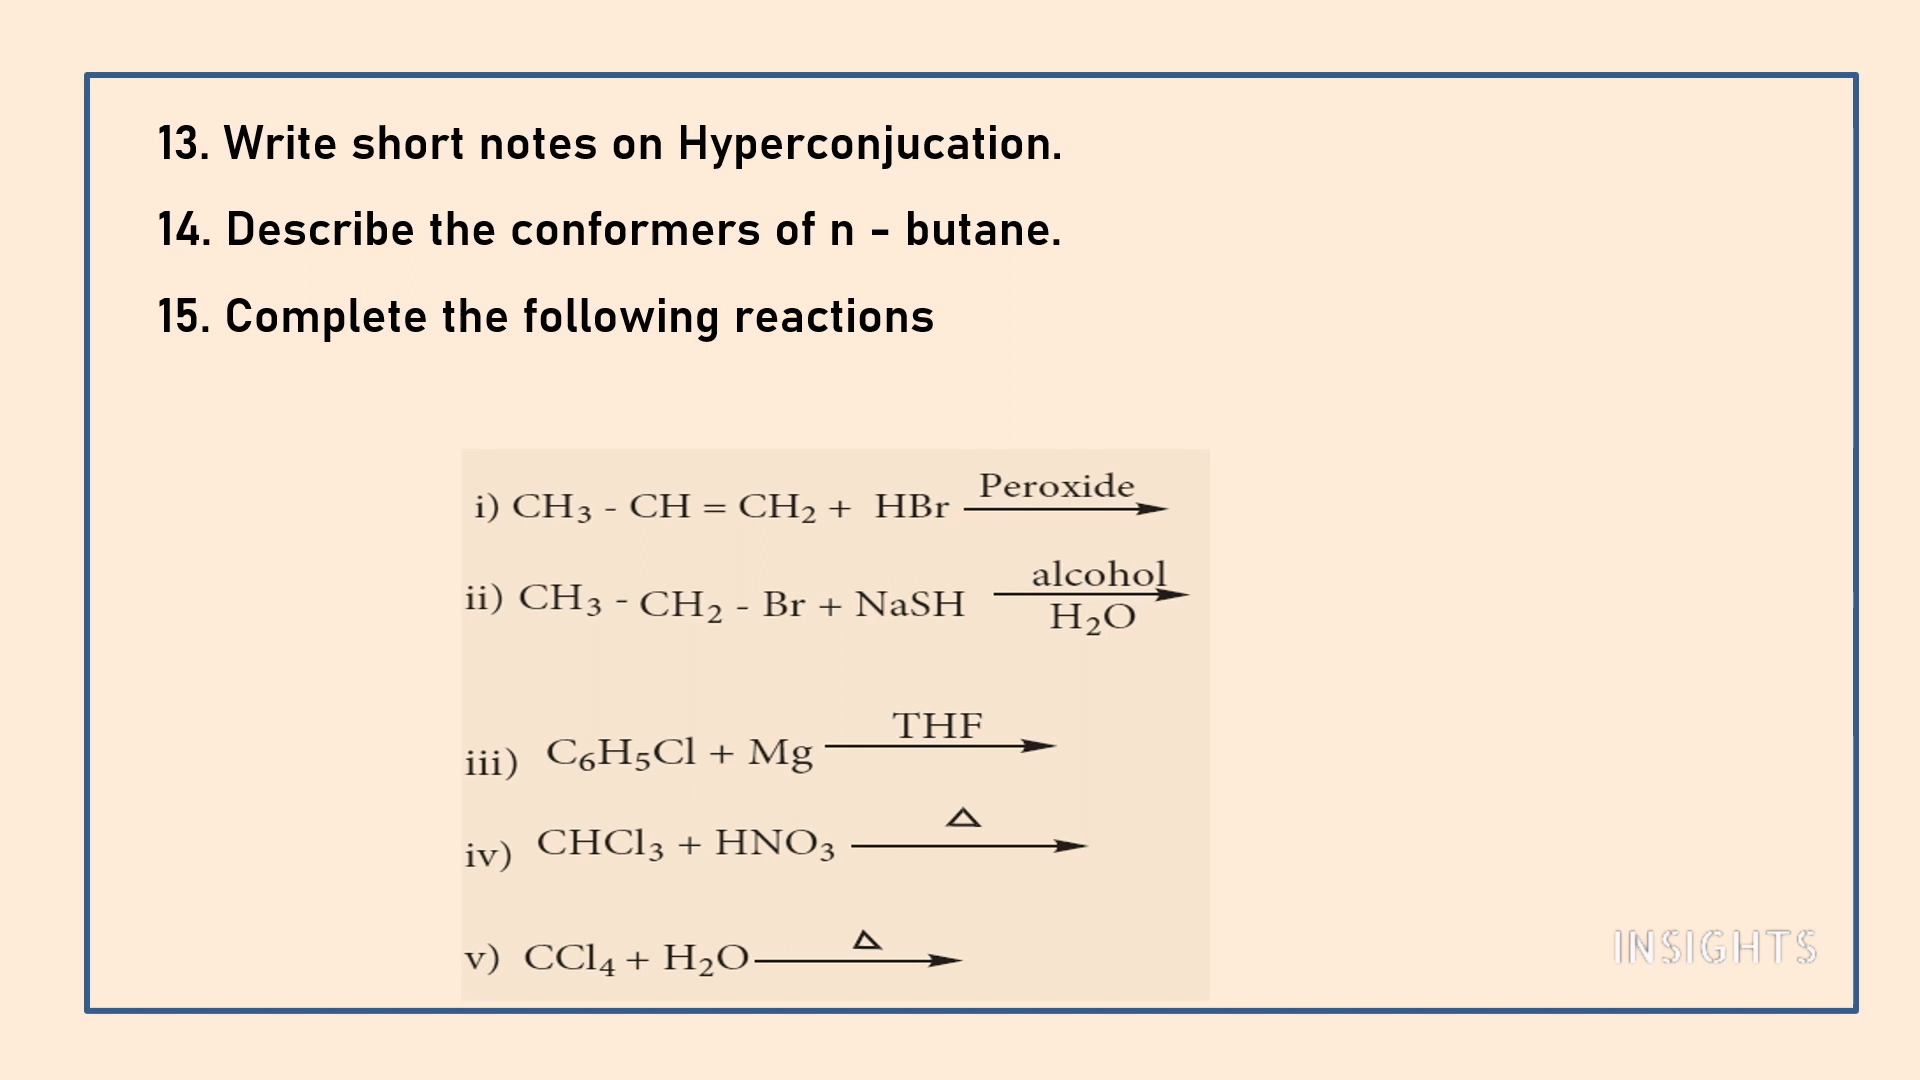 13. Write short notes on Hyperconjucation.
14. Describe the conformers of n - butane.
15. Complete the following reactions
i) CH₃ - CH = CH₂ + HBr Peroxide
ii) CH₃ - CH₂ - Br + NaSH alcohol H₂O
iii) C₆H₅Cl + Mg THF
iv) CHCl₃ + HNO₃ △
v) CCl₄ + H₂O △
INSIGHTS